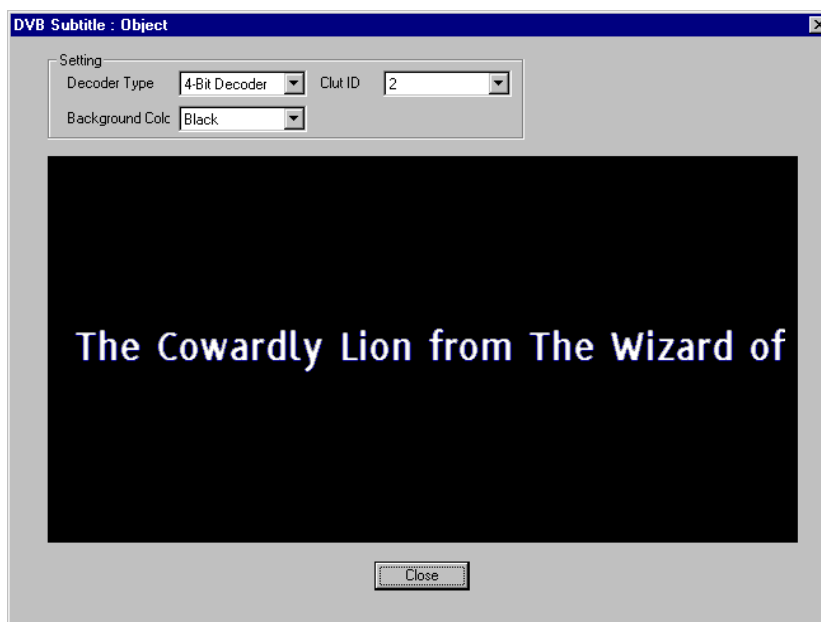 DVB Subtitle : Object
Setting
Decoder Type 4-Bit Decoder Clut ID 2
Background Colc Black
The Cowardly Lion from The Wizard of
Close